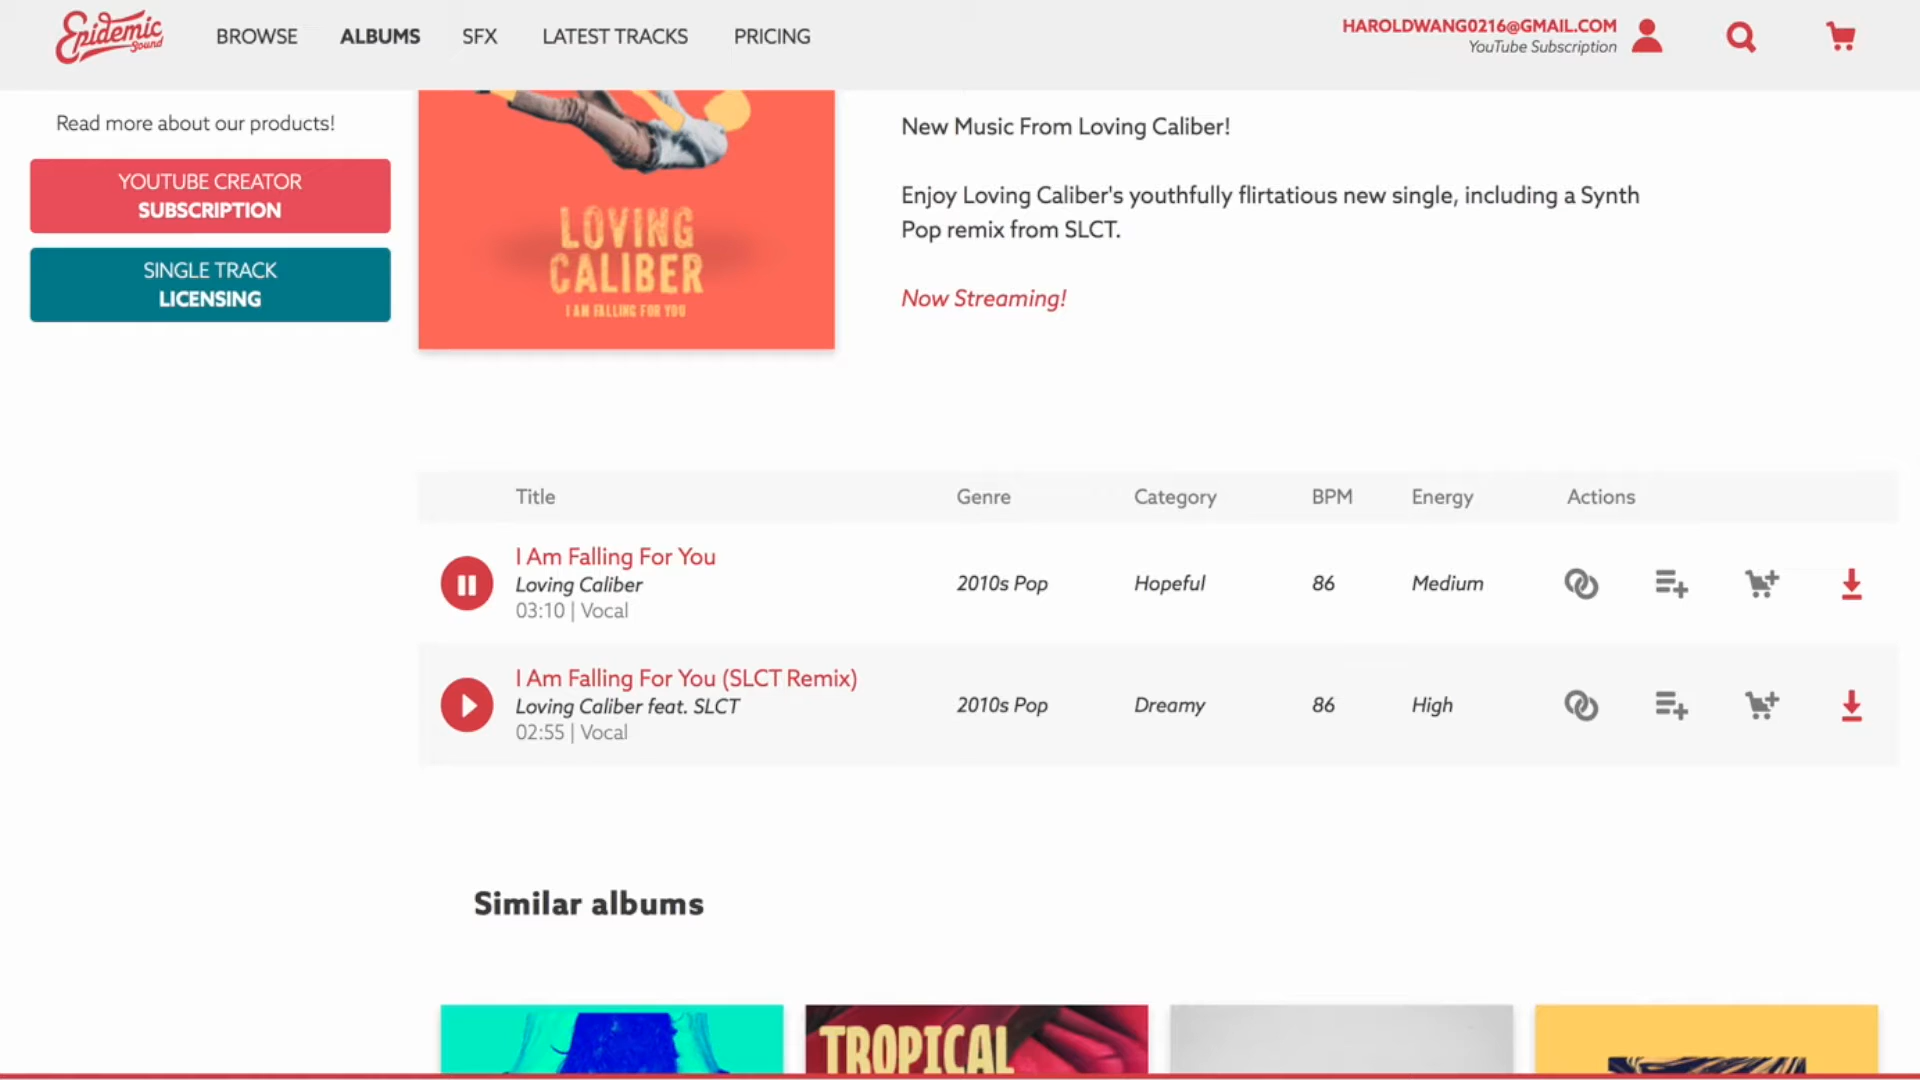 Epidemic Sound
BROWSE
ALBUMS
SFX
LATEST TRACKS
PRICING
HAROLDWANG0216@GMAIL.COM
YouTube Subscription
Read more about our products!
YOUTUBE CREATOR
SUBSCRIPTION
SINGLE TRACK
LICENSING
LOVING
CALIBER
I AM FALLING FOR YOU
New Music From Loving Caliber!
Enjoy Loving Caliber's youthfully flirtatious new single, including a Synth
Pop remix from SLCT.
Now Streaming!
Title Genre Category BPM Energy Actions
I Am Falling For You
Loving Caliber 2010s Pop Hopeful 86 Medium
03:10 | Vocal
I Am Falling For You (SLCT Remix)
Loving Caliber feat. SLCT 2010s Pop Dreamy 86 High
02:55 | Vocal
Similar albums
TROPICAL